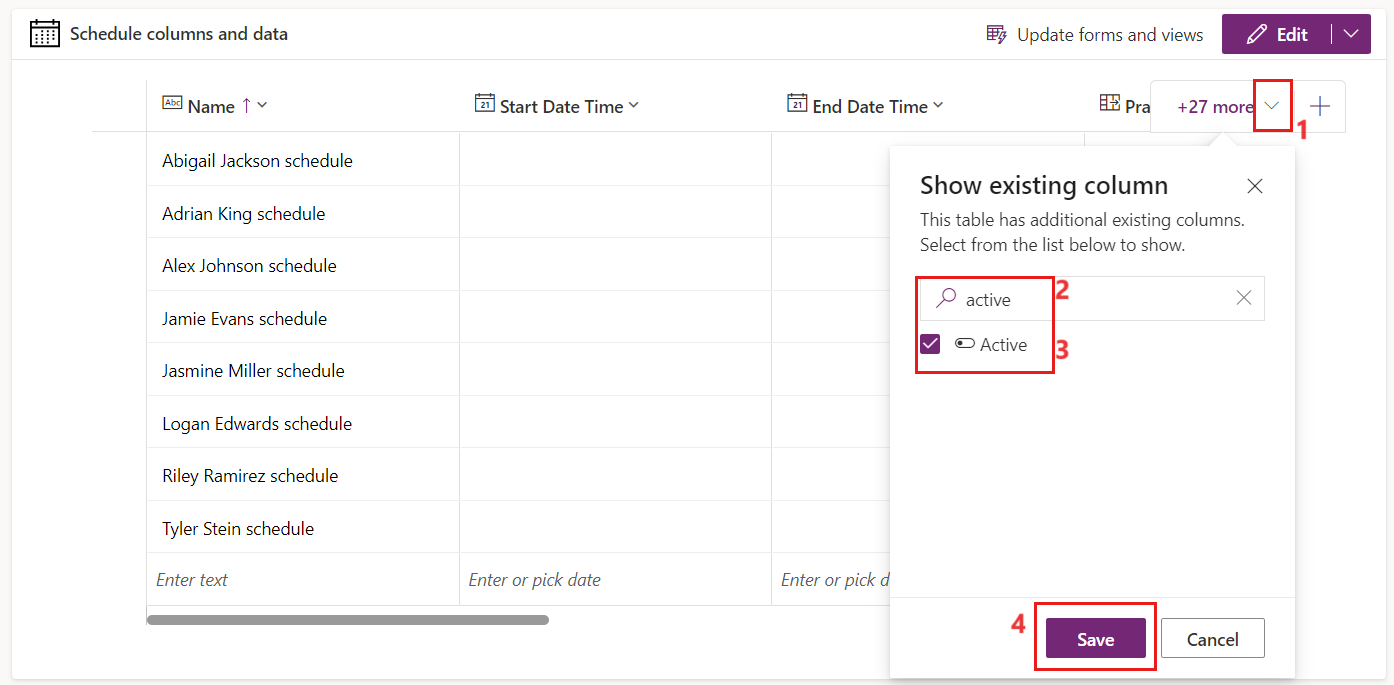 Schedule columns and data
Update forms and views
Edit
Abc Name ↑
21 Start Date Time
21 End Date Time
Pra
+27 more
1
Abigail Jackson schedule
Adrian King schedule
Alex Johnson schedule
Jamie Evans schedule
Jasmine Miller schedule
Logan Edwards schedule
Riley Ramirez schedule
Tyler Stein schedule
Enter text
Enter or pick date
Enter or pick d
Show existing column
This table has additional existing columns.
Select from the list below to show.
active
2
Active
3
4
Save
Cancel